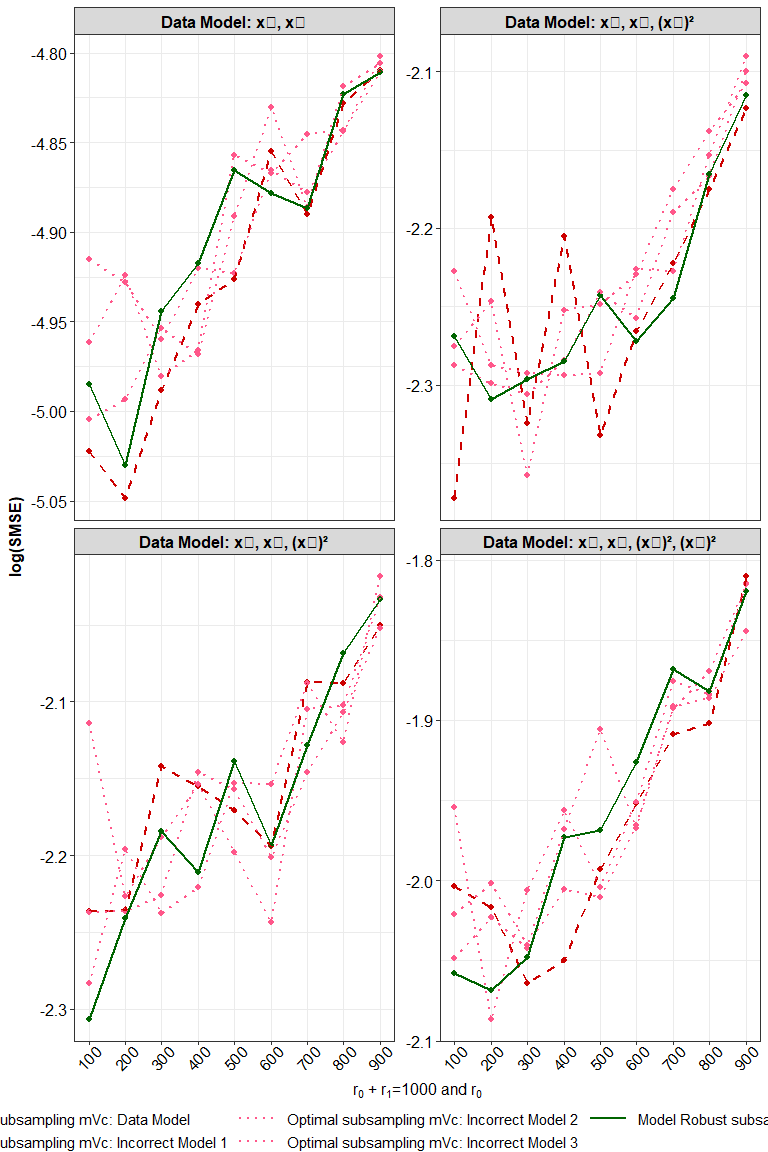 Data Model: x▯, x▯
Data Model: x▯, x▯, (x▯)²
-4.80
-4.85
-4.90
-4.95
-5.00
-5.05
-2.1
-2.2
-2.3
log(SMSE)
Data Model: x▯, x▯, (x▯)²
Data Model: x▯, x▯, (x▯)², (x▯)²
-2.1
-2.2
-2.3
-1.8
-1.9
-2.0
-2.1
100 200 300 400 500 600 700 800 900
100 200 300 400 500 600 700 800 900
r₀ + r₁=1000 and r₀
ubsampling mVc: Data Model
Optimal subsampling mVc: Incorrect Model 2
Model Robust subsa
ubsampling mVc: Incorrect Model 1
Optimal subsampling mVc: Incorrect Model 3